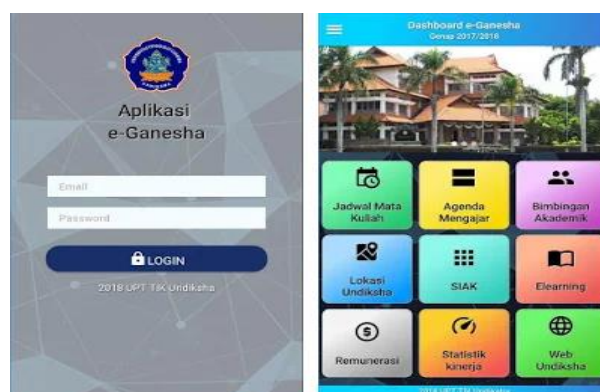 Aplikasi
e-Ganesha
Email
Password
LOGIN
2018 UPT TIK Undiksha
Dashboard e-Ganesha
Genap 2017/2018
Jadwal Mata
Kuliah
Agenda
Mengajar
Bimbingan
Akademik
Lokasi
Undiksha
SIAK
Elearning
Remunerasi
Statistik
kinerja
Web
Undiksha
2018 UPT TIK Undiksha